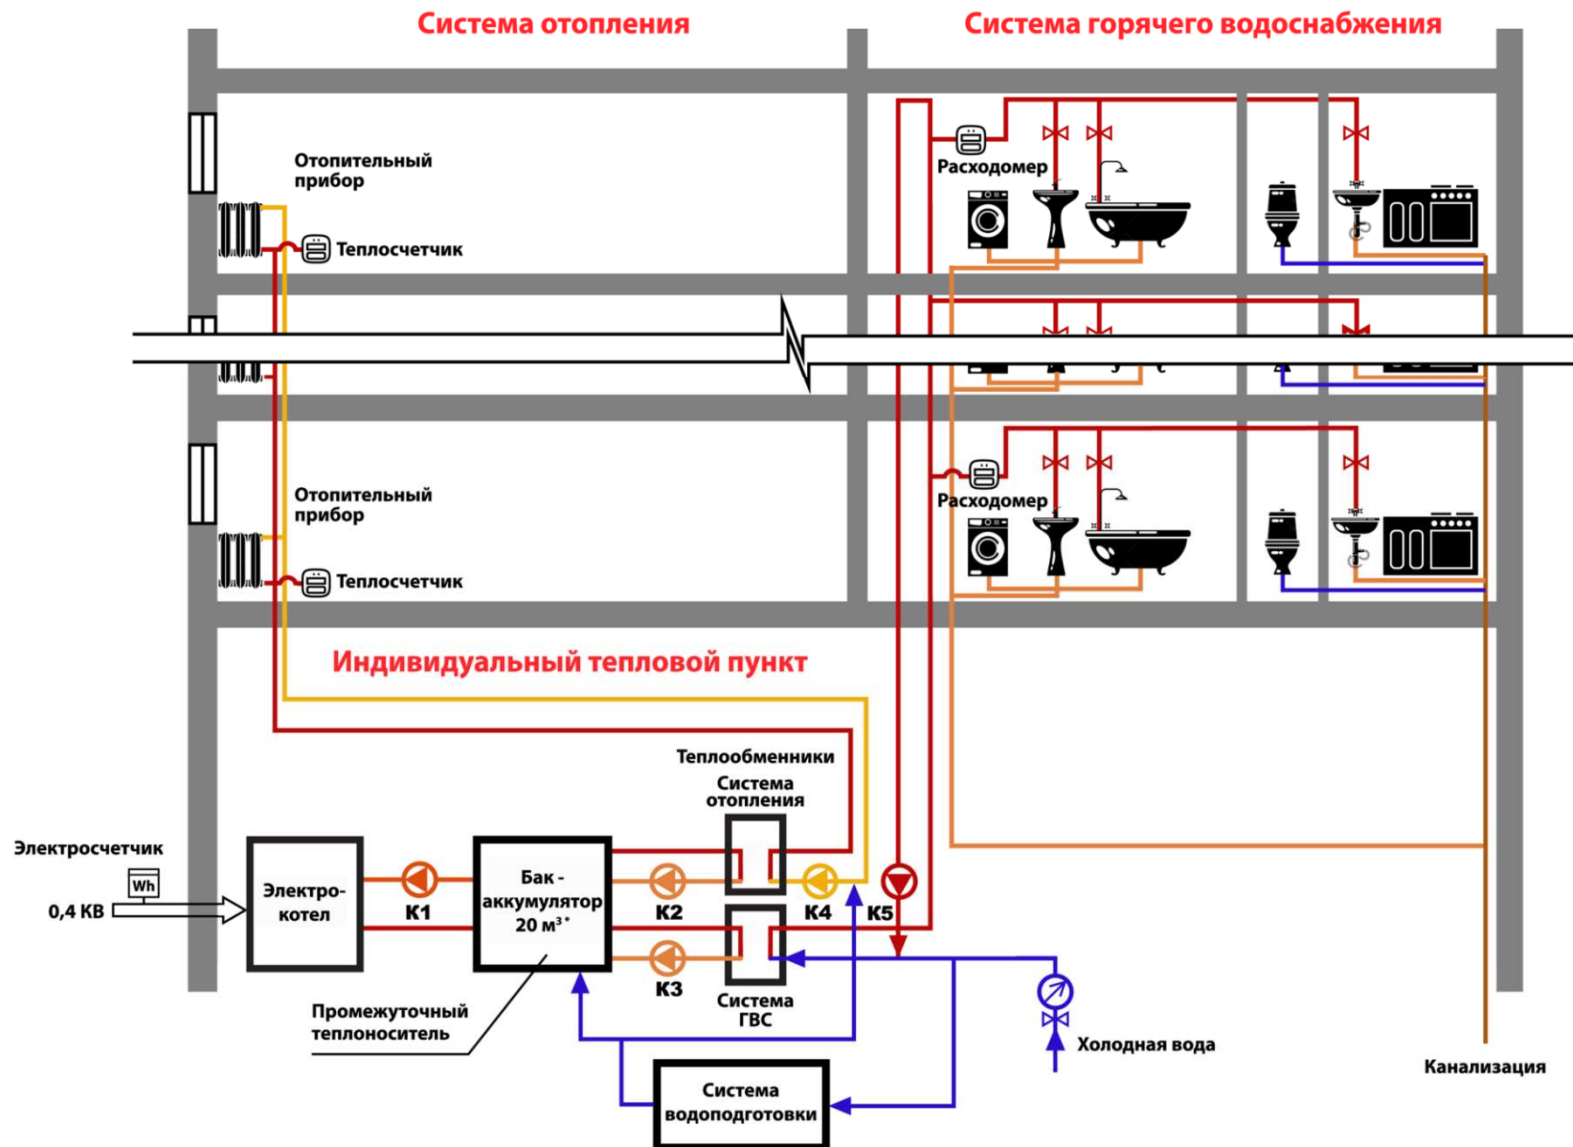 Система отопления
Система горячего водоснабжения
Отопительный
прибор
Теплосчетчик
Расходомер
Отопительный
прибор
Теплосчетчик
Расходомер
Индивидуальный тепловой пункт
Теплообменники
Система
отопления
Электросчетчик
Wh
0,4 КВ
Электро-
котел
К1
Бак -
аккумулятор
20 м³*
К2
К4
К5
К3
Система
ГВС
Промежуточный
теплоноситель
Холодная вода
Канализация
Система
водоподготовки